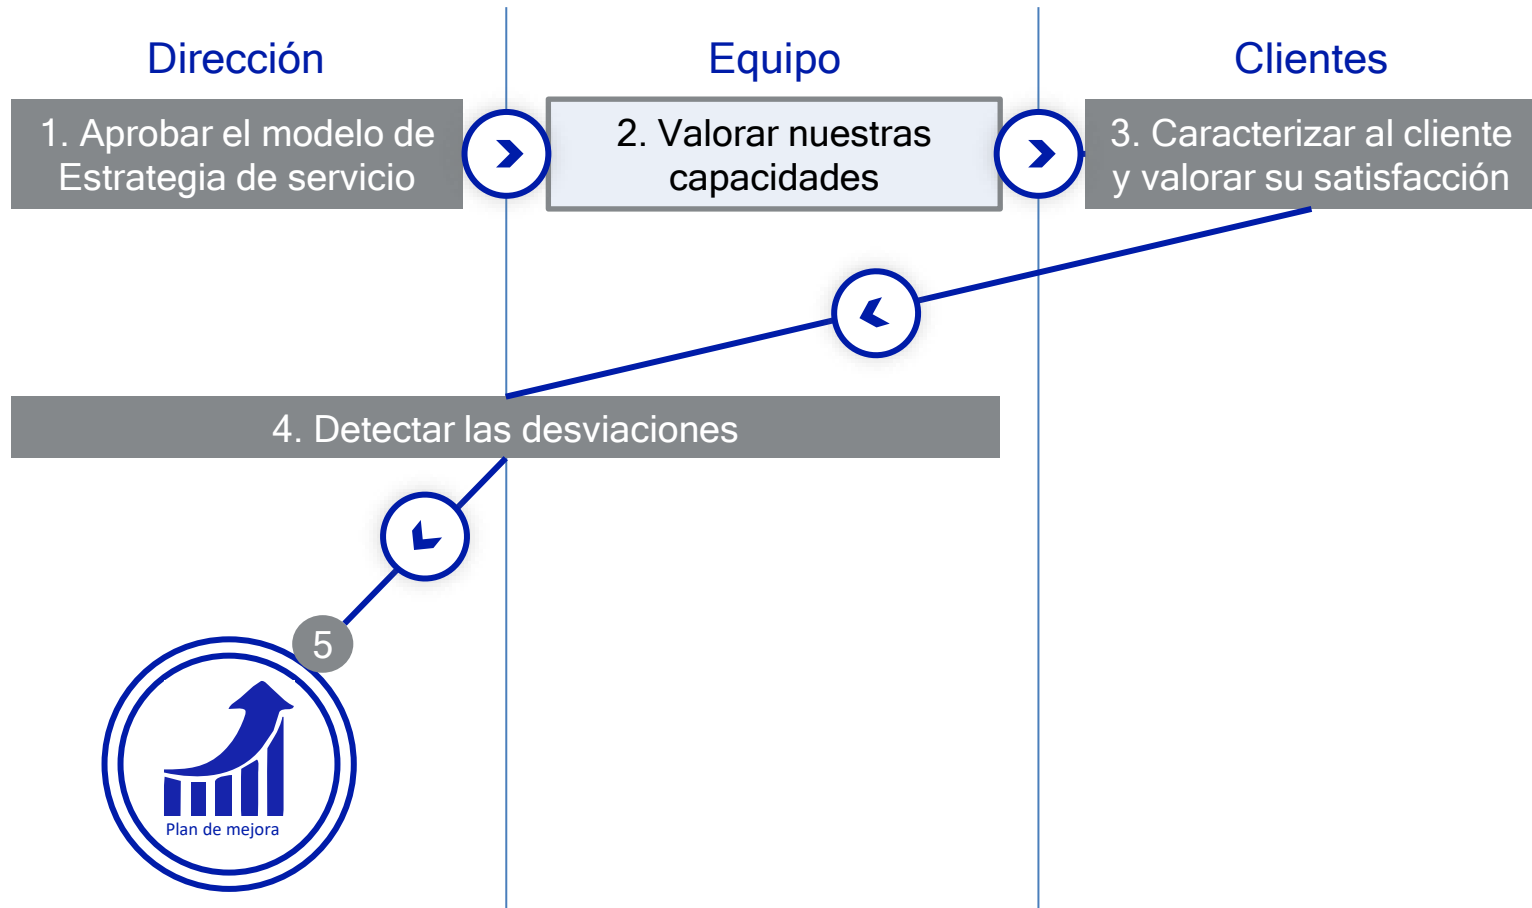 Dirección
Equipo
Clientes
1. Aprobar el modelo de
Estrategia de servicio
2. Valorar nuestras
capacidades
3. Caracterizar al cliente
y valorar su satisfacción
4. Detectar las desviaciones
5
Plan de mejora